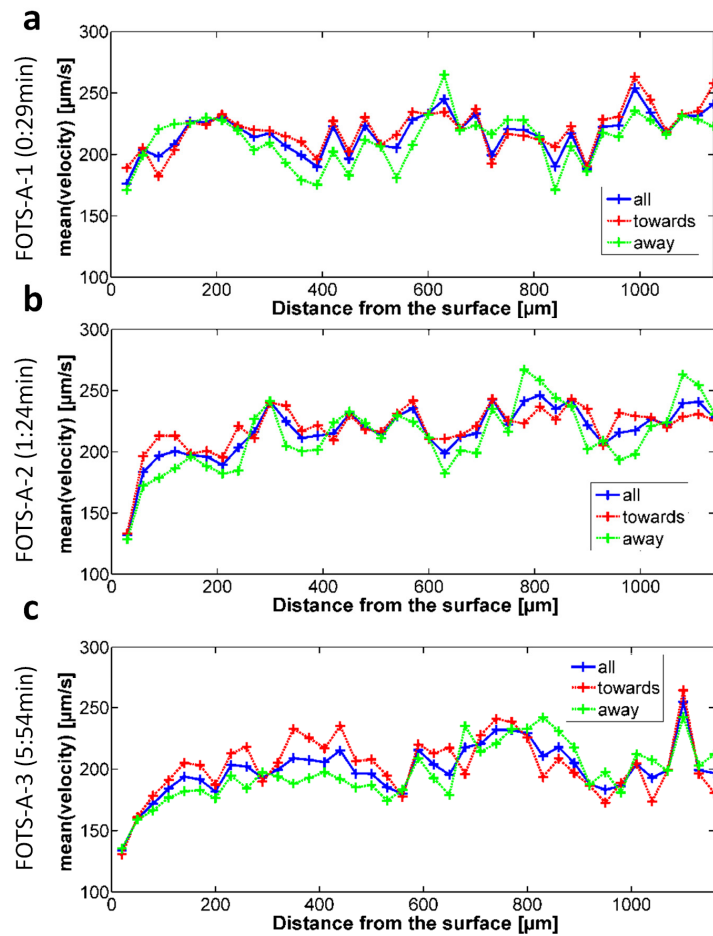 a
FOTS-A-1 (0:29min)
mean(velocity) [µm/s]
300
250
200
150
100
0
200
400
600
800
1000
Distance from the surface [µm]
all
towards
away
b
FOTS-A-2 (1:24min)
mean(velocity) [µm/s]
300
250
200
150
100
0
200
400
600
800
1000
Distance from the surface [µm]
all
towards
away
c
FOTS-A-3 (5:54min)
mean(velocity) [µm/s]
300
250
200
150
100
0
200
400
600
800
1000
Distance from the surface [µm]
all
towards
away